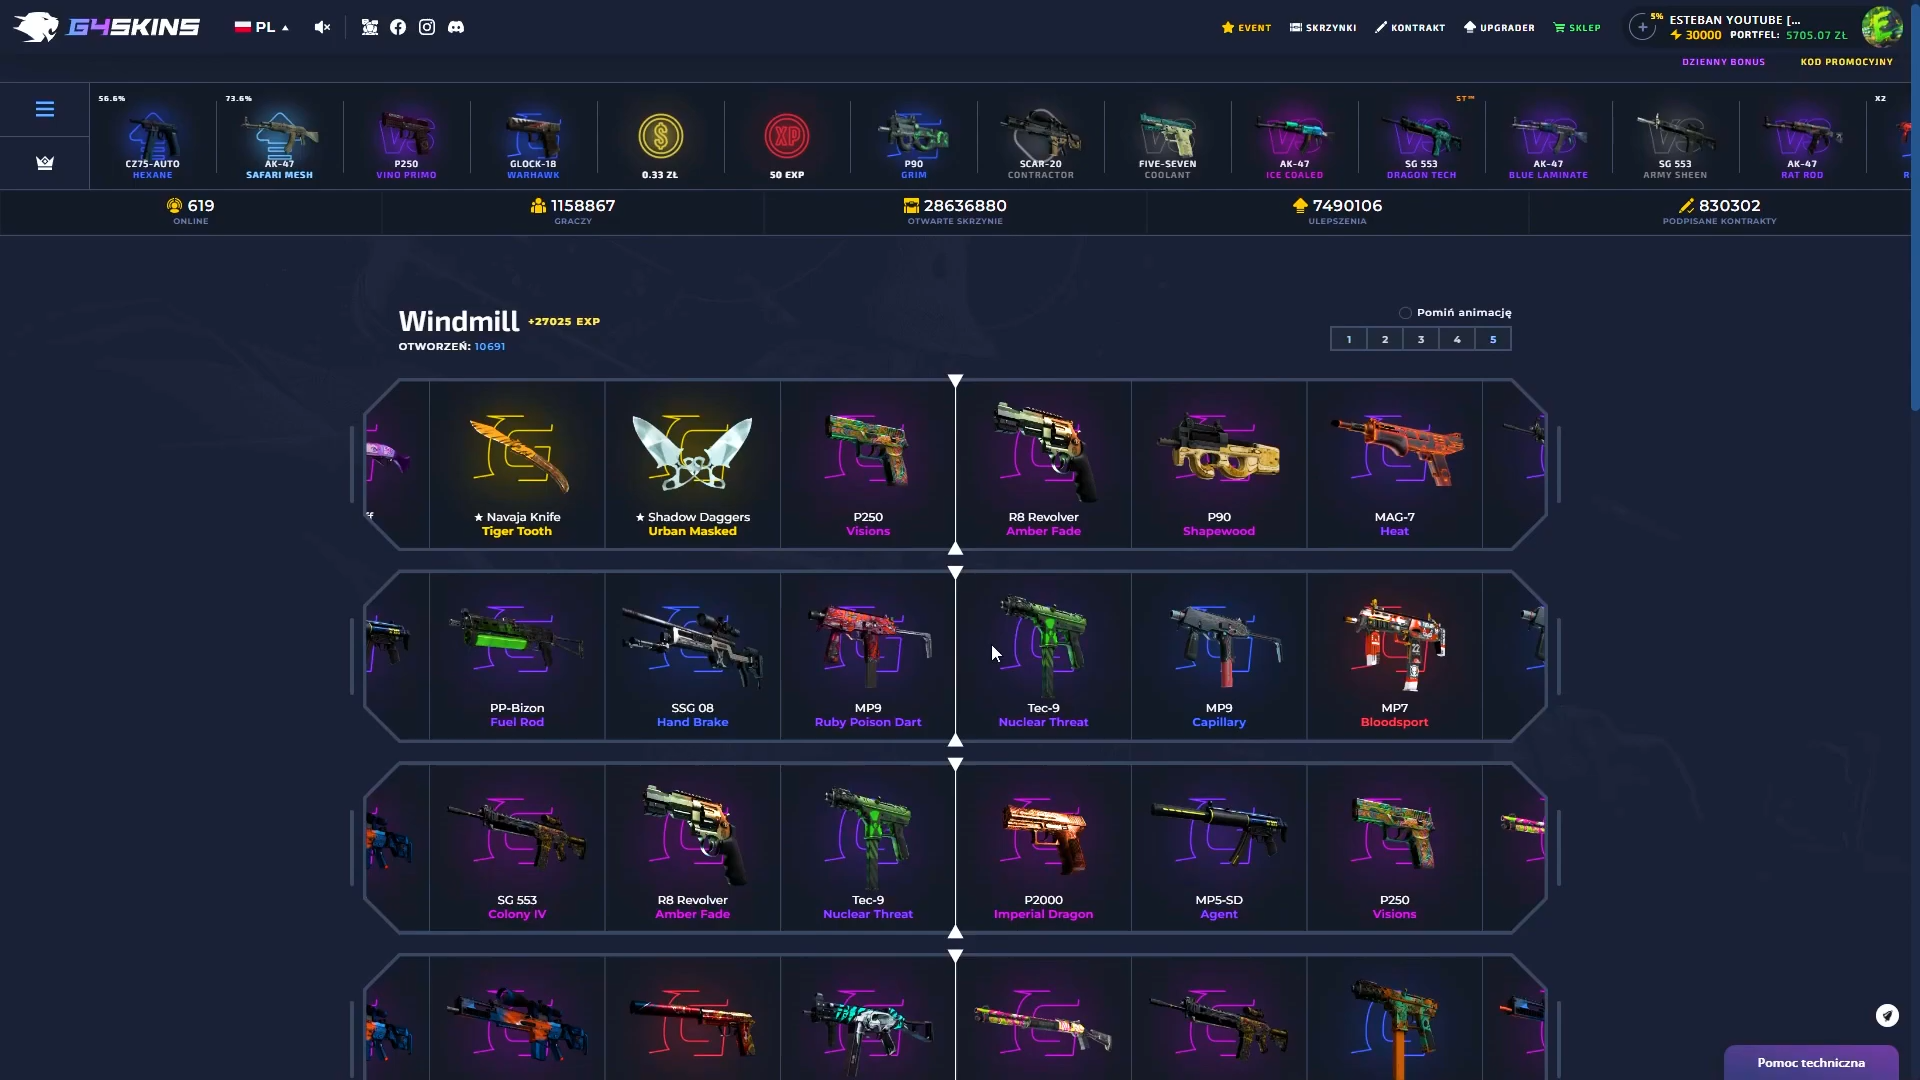 G4SKINS
PL
EVENT
SKRZYNKI
KONTRAKT
UPGRADER
SKLEP
5%
ESTEBAN YOUTUBE [...
30000 PORTFEL: 5705.07 ZŁ
DZIENNY BONUS
KOD PROMOCYJNY
56.6%
CZ75-AUTO
HEXANE
73.6%
AK-47
SAFARI MESH
P250
VINO PRIMO
GLOCK-18
WARHAWK
0.33 ZŁ
XP
50 EXP
P90
GRIM
SCAR-20
CONTRACTOR
FIVE-SEVEN
COOLANT
AK-47
ICE COALED
ST™
SG 553
DRAGON TECH
AK-47
BLUE LAMINATE
SG 553
ARMY SHEEN
AK-47
RAT ROD
X2
619
ONLINE
1158867
GRACZY
28636880
OTWARTE SKRZYNIE
7490106
ULEPSZENIA
830302
PODPISANE KONTRAKTY
Windmill +27025 EXP
OTWORZEŃ: 10691
Pomiń animację
1 2 3 4 5
★ Navaja Knife
Tiger Tooth
★ Shadow Daggers
Urban Masked
P250
Visions
R8 Revolver
Amber Fade
P90
Shapewood
MAG-7
Heat
PP-Bizon
Fuel Rod
SSG 08
Hand Brake
MP9
Ruby Poison Dart
Tec-9
Nuclear Threat
MP9
Capillary
MP7
Bloodsport
SG 553
Colony IV
R8 Revolver
Amber Fade
Tec-9
Nuclear Threat
P2000
Imperial Dragon
MP5-SD
Agent
P250
Visions
Pomoc techniczna